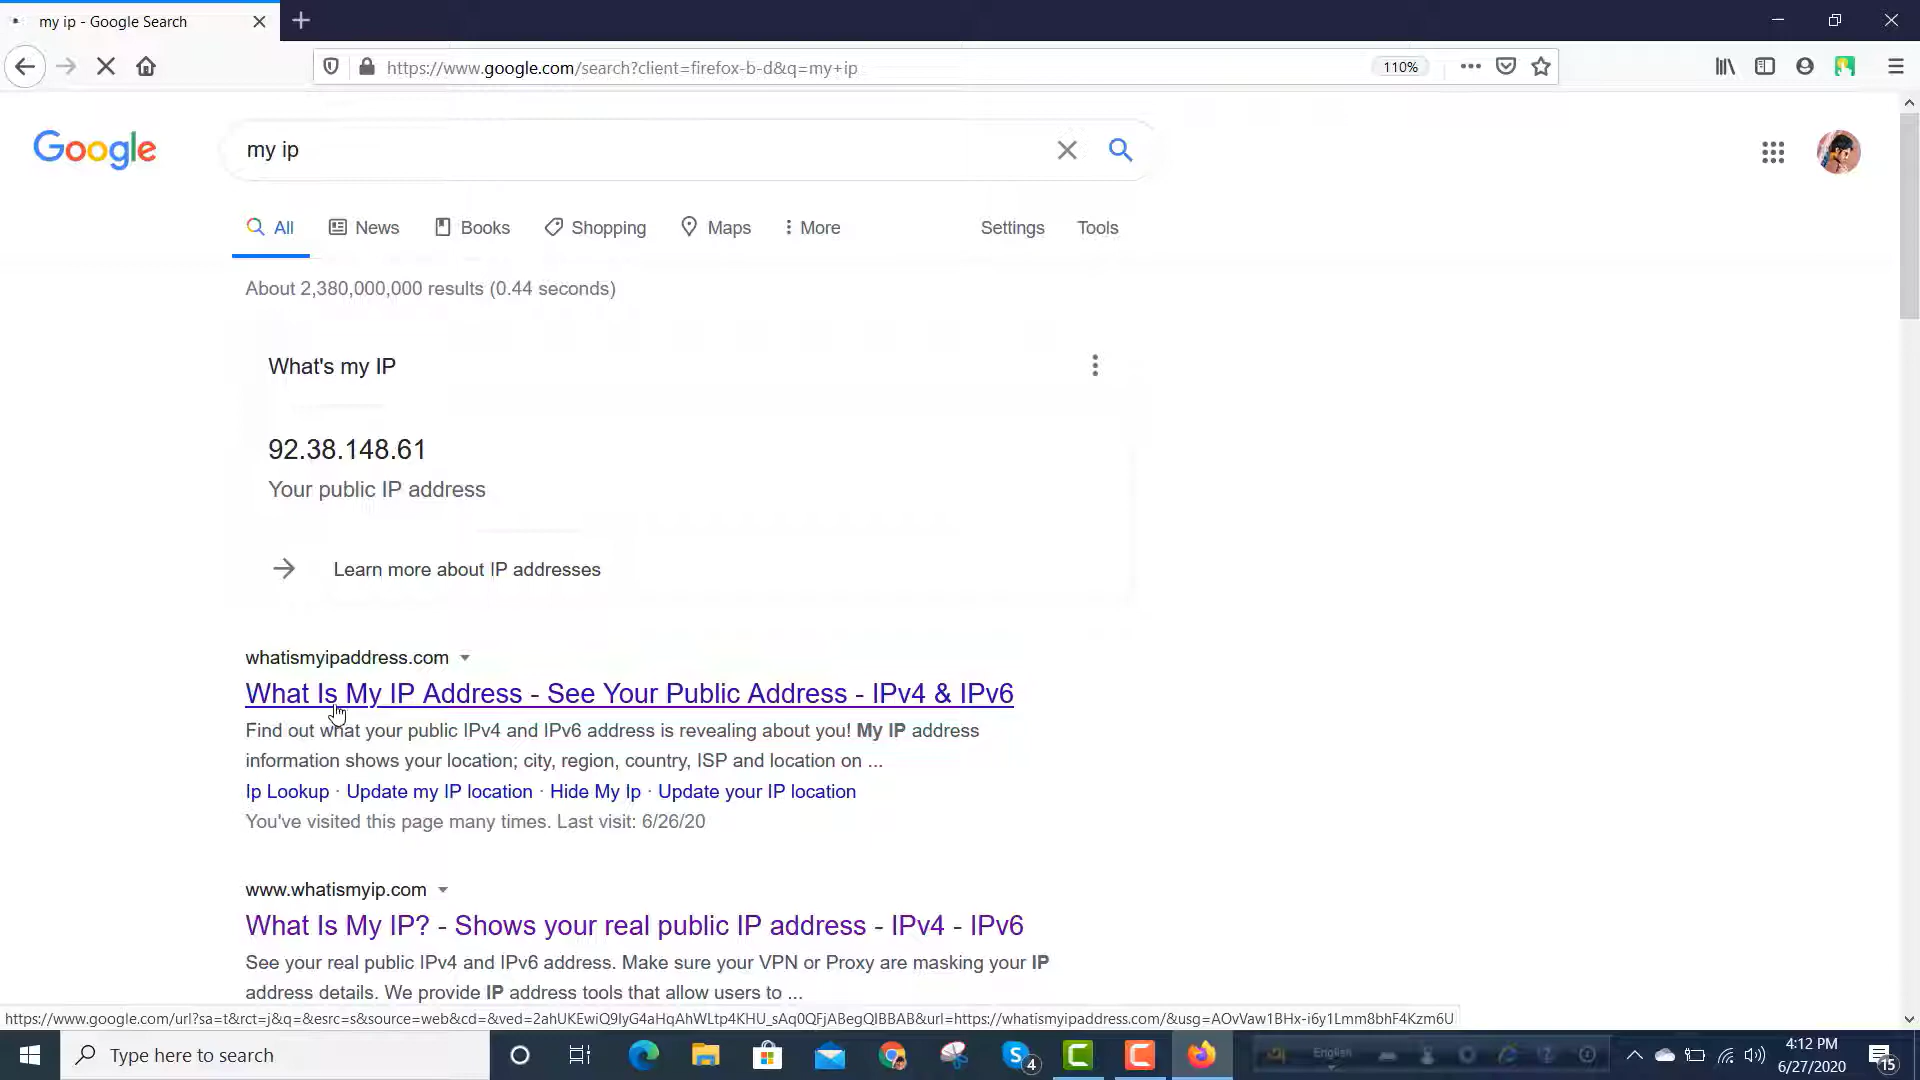 my ip - Google Search
https://www.google.com/search?client=firefox-b-d&q=my+ip
110%
Google
my ip
All
News
Books
Shopping
Maps
More
Settings
Tools
About 2,380,000,000 results (0.44 seconds)
What's my IP
92.38.148.61
Your public IP address
Learn more about IP addresses
whatismyipaddress.com
What Is My IP Address - See Your Public Address - IPv4 & IPv6
Find out what your public IPv4 and IPv6 address is revealing about you! My IP address
information shows your location; city, region, country, ISP and location on ...
Ip Lookup · Update my IP location · Hide My Ip · Update your IP location
You've visited this page many times. Last visit: 6/26/20
www.whatismyip.com
What Is My IP? - Shows your real public IP address - IPv4 - IPv6
See your real public IPv4 and IPv6 address. Make sure your VPN or Proxy are masking your IP
address details. We provide IP address tools that allow users to ...
https://www.google.com/url?sa=t&rct=j&q=&esrc=s&source=web&cd=&ved=2ahUKEwiQ9IyG4aHqAhWLtp4KHU_sAq0QFjABegQIBBAB&url=https://whatismyipaddress.com/&usg=AOvVaw1BHx-i6y1Lmm8bhF4Kzm6U
Type here to search
4
English
4:12 PM
6/27/2020
15